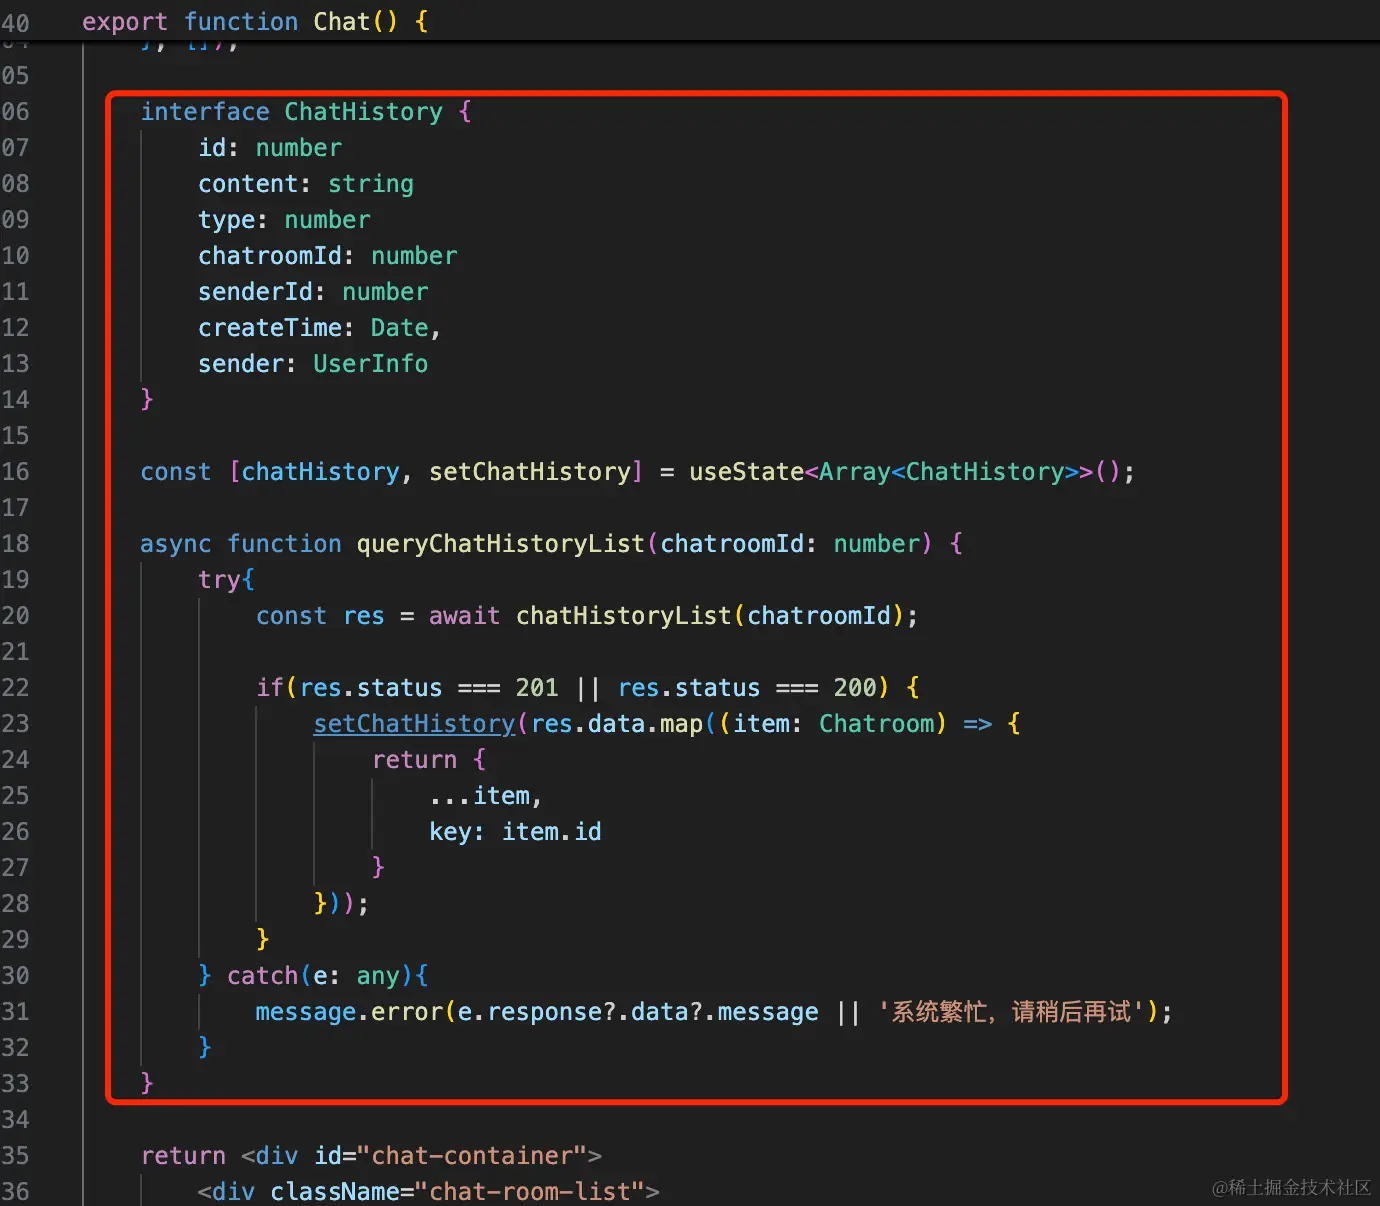 40 export function Chat() {
}, []);
05
06 interface ChatHistory {
07 id: number
08 content: string
09 type: number
10 chatroomId: number
11 senderId: number
12 createTime: Date,
13 sender: UserInfo
14 }
15
16 const [chatHistory, setChatHistory] = useState<Array<ChatHistory>>();
17
18 async function queryChatHistoryList(chatroomId: number) {
19 try{
20 const res = await chatHistoryList(chatroomId);
21
22 if(res.status === 201 || res.status === 200) {
23 setChatHistory(res.data.map((item: Chatroom) => {
24 return {
25 ...item,
26 key: item.id
27 }
28 }));
29 }
30 } catch(e: any){
31 message.error(e.response?.data?.message || '系统繁忙，请稍后再试');
32 }
33 }
34
35 return <div id="chat-container">
36 <div className="chat-room-list">
@稀土掘金技术社区